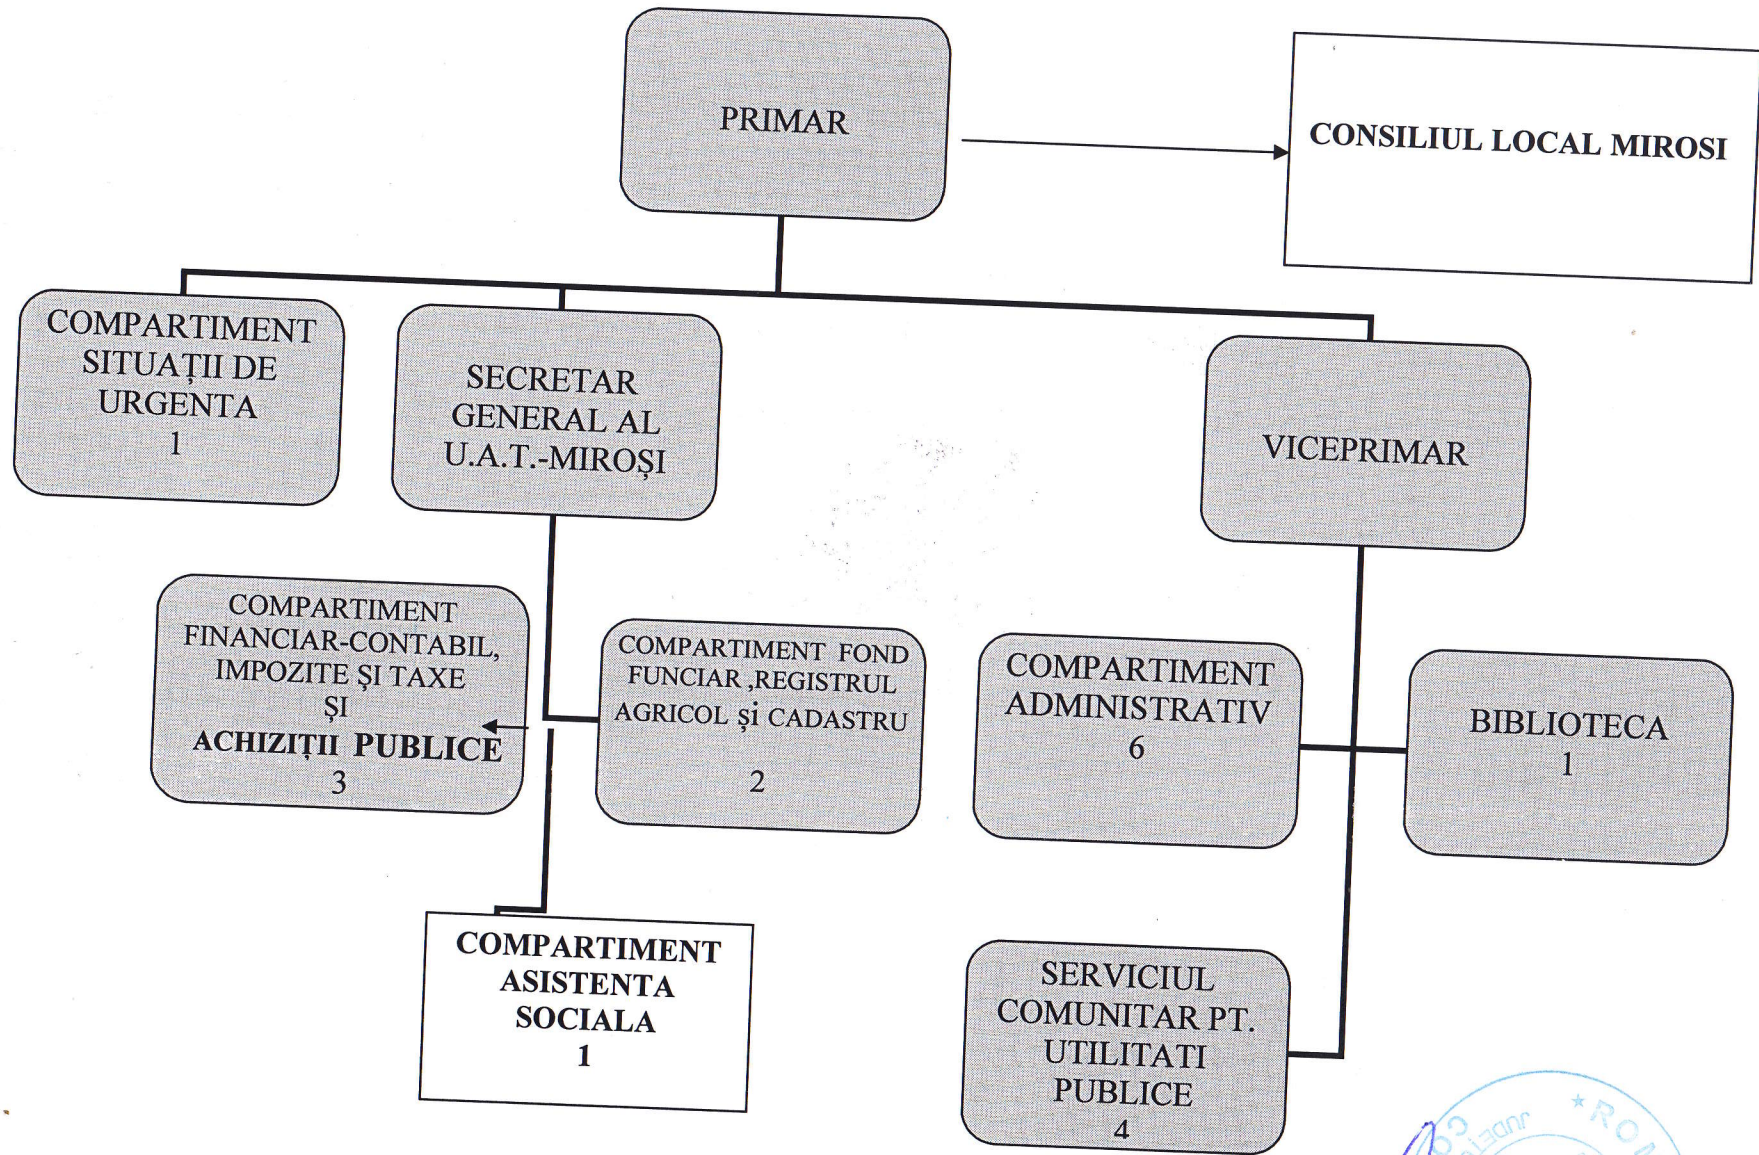 PRIMAR
CONSILIUL LOCAL MIROSI
COMPARTIMENT
SITUAȚII DE
URGENTA
1
SECRETAR
GENERAL AL
U.A.T.-MIROȘI
VICEPRIMAR
COMPARTIMENT
FINANCIAR-CONTABIL,
IMPOZITE ȘI TAXE
ȘI
ACHIZIȚII PUBLICE
3
COMPARTIMENT FOND
FUNCIAR ,REGISTRUL
AGRICOL și CADASTRU
2
COMPARTIMENT
ADMINISTRATIV
6
BIBLIOTECA
1
COMPARTIMENT
ASISTENTA
SOCIALA
1
SERVICIUL
COMUNITAR PT.
UTILITATI
PUBLICE
4